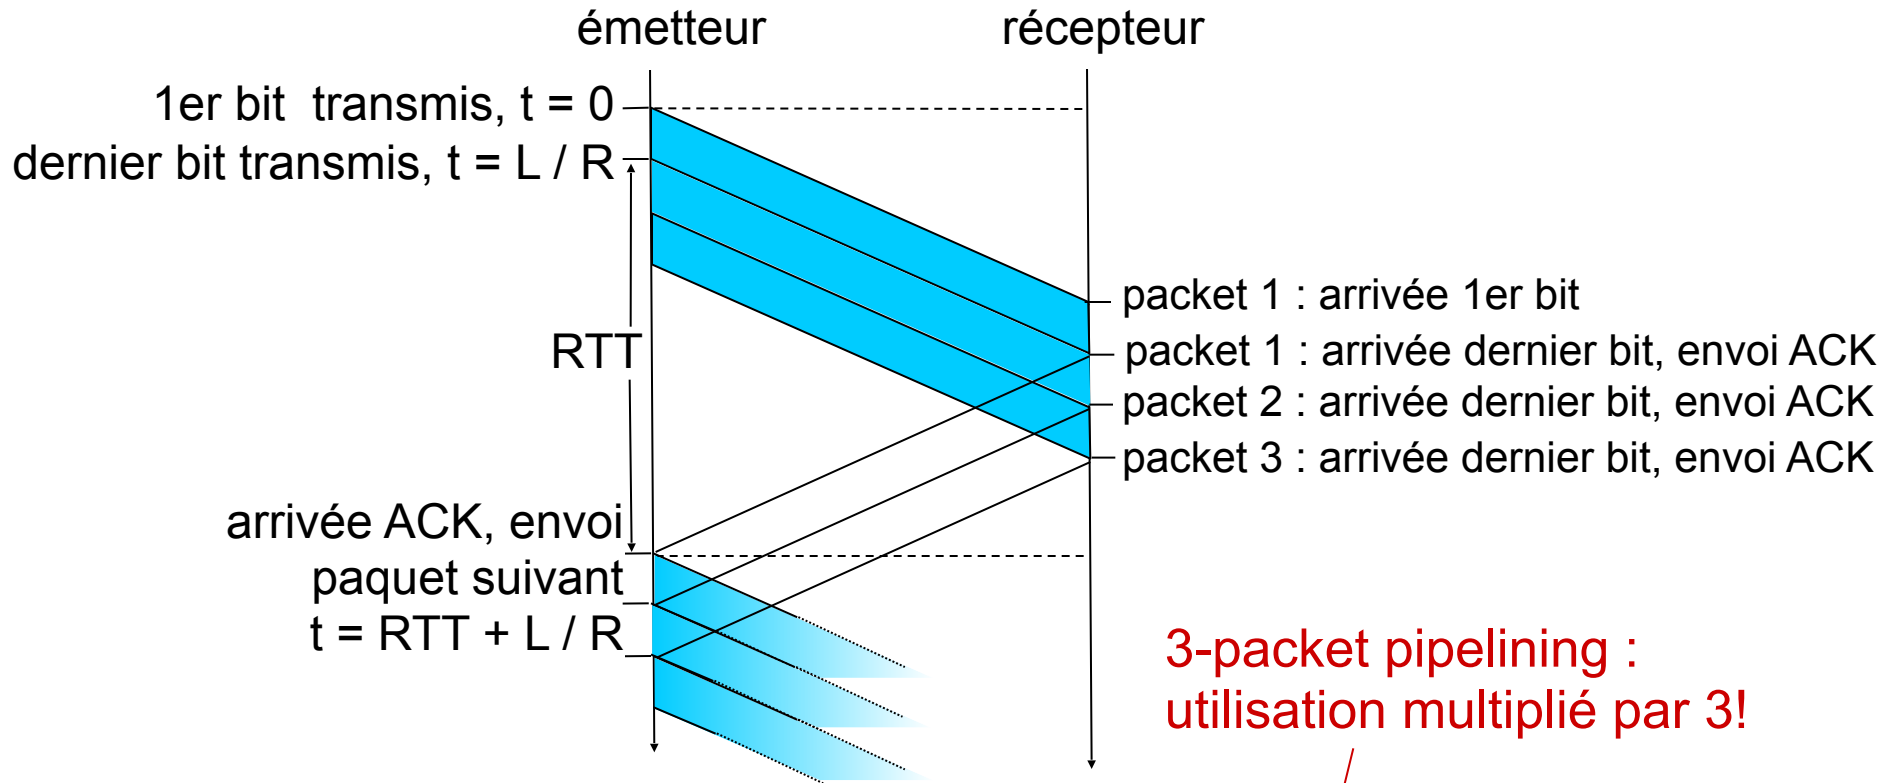 émetteur
récepteur
1er bit transmis, t = 0
dernier bit transmis, t = L / R
packet 1 : arrivée 1er bit
RTT
packet 1 : arrivée dernier bit, envoi ACK
packet 2 : arrivée dernier bit, envoi ACK
packet 3 : arrivée dernier bit, envoi ACK
arrivée ACK, envoi
paquet suivant
t = RTT + L / R
3-packet pipelining :
utilisation multiplié par 3!